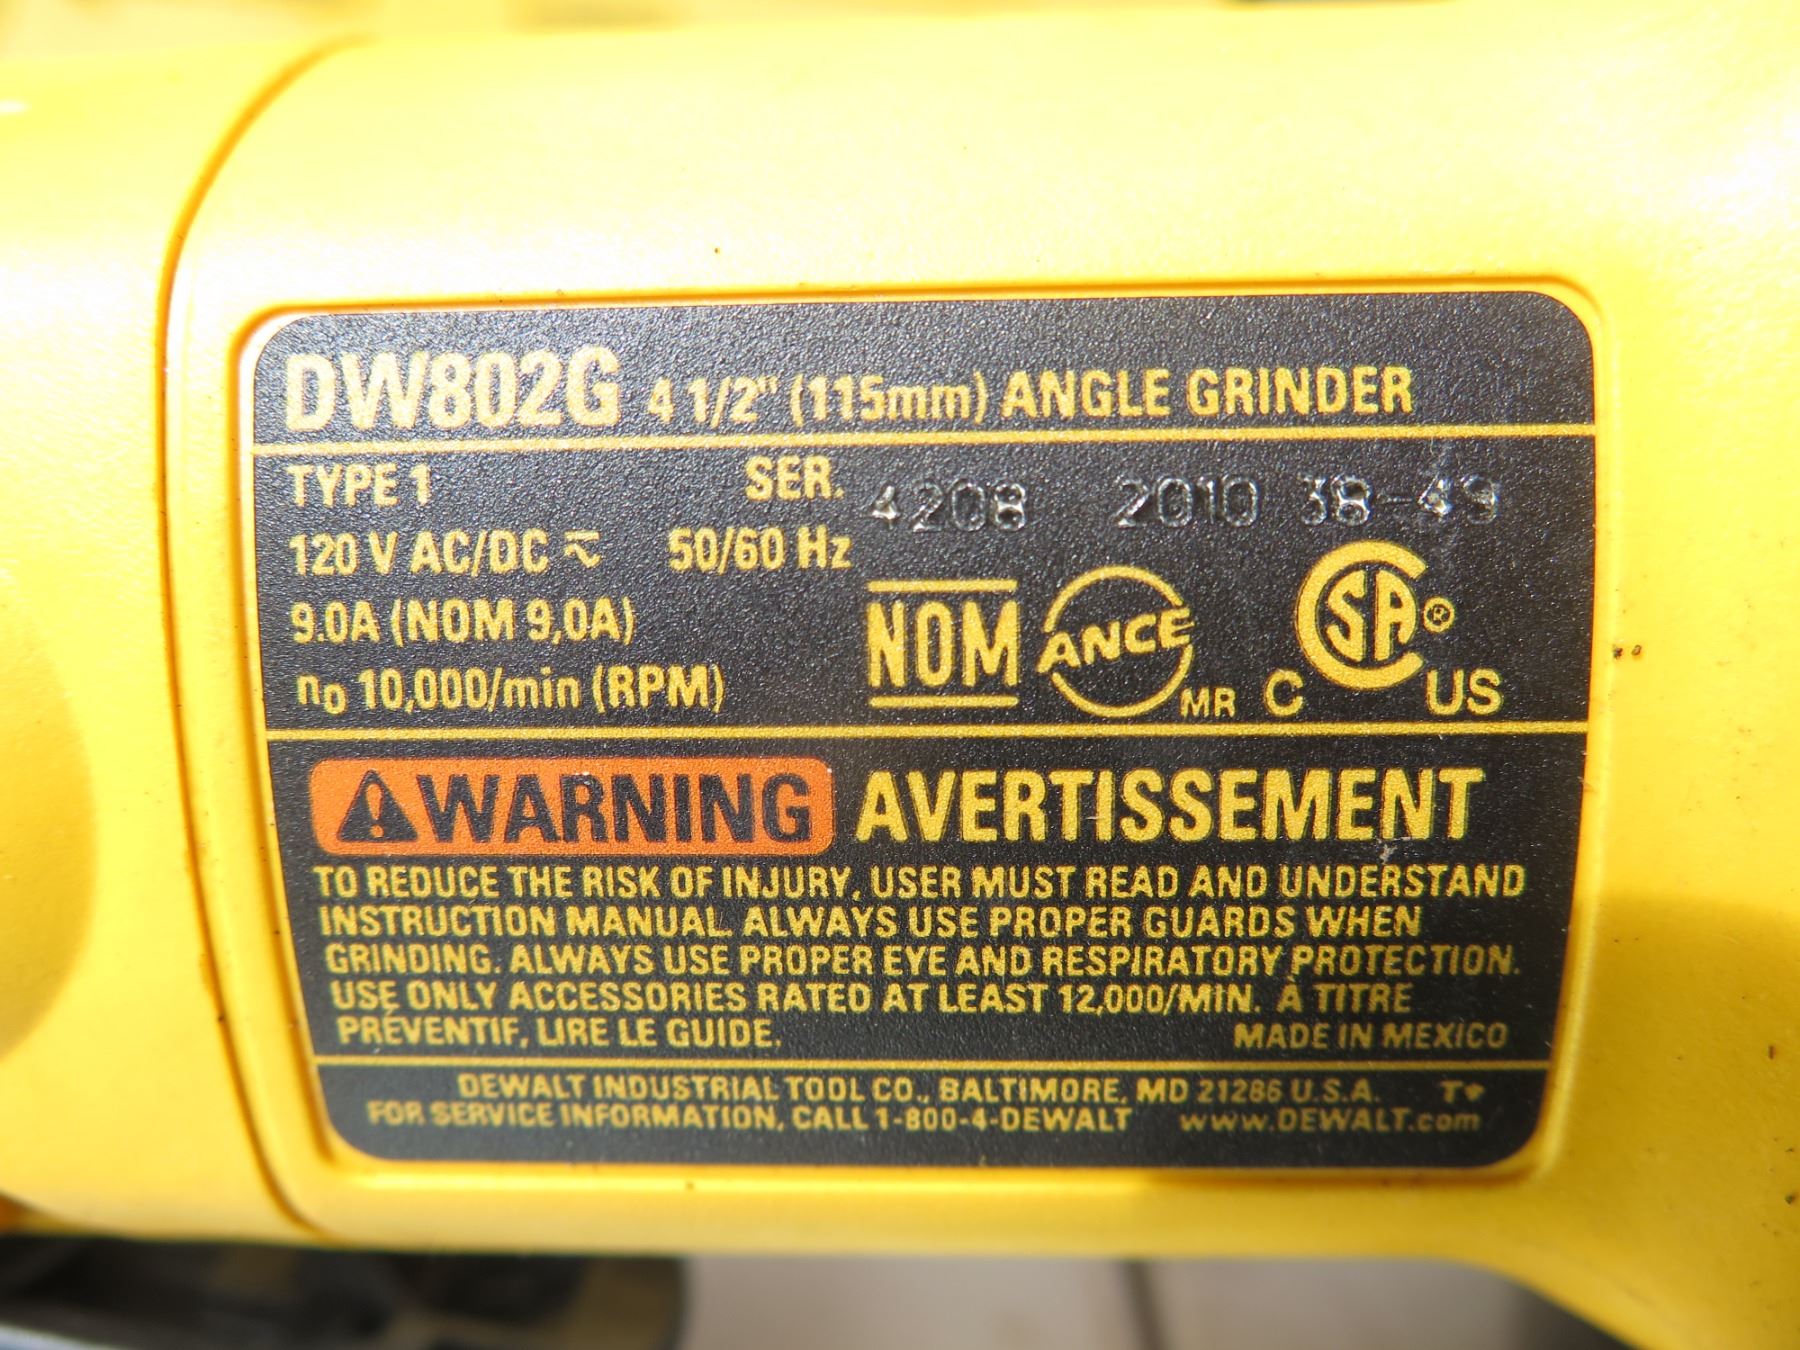 DW802G 4 1/2" (115mm) ANGLE GRINDER
TYPE 1 SER. 4208 2010 38-49
120 V AC/DC 50/60 Hz
9.0A (NOM 9,0A)
n₀ 10,000/min (RPM)
NOM ANCE MR C SA® US
WARNING AVERTISSEMENT
TO REDUCE THE RISK OF INJURY, USER MUST READ AND UNDERSTAND
INSTRUCTION MANUAL. ALWAYS USE PROPER GUARDS WHEN
GRINDING. ALWAYS USE PROPER EYE AND RESPIRATORY PROTECTION.
USE ONLY ACCESSORIES RATED AT LEAST 12,000/MIN. À TITRE
PRÉVENTIF, LIRE LE GUIDE. MADE IN MEXICO
DEWALT INDUSTRIAL TOOL CO., BALTIMORE, MD 21286 U.S.A.
FOR SERVICE INFORMATION, CALL 1-800-4-DEWALT www.DEWALT.com